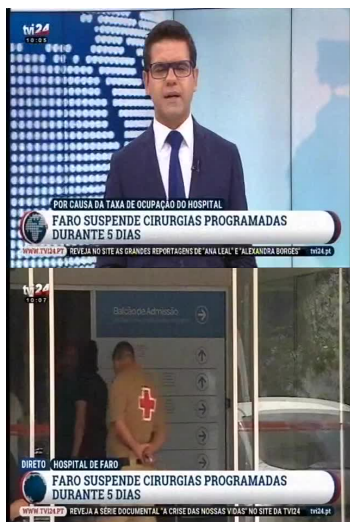 tvi24
10:05
POR CAUSA DA TAXA DE OCUPAÇÃO DO HOSPITAL
FARO SUSPENDE CIRURGIAS PROGRAMADAS
DURANTE 5 DIAS
WWW.TVI24.PT REVEJA NO SITE AS GRANDES REPORTAGENS DE "ANA LEAL" E "ALEXANDRA BORGES" tvi24.pt
tvi24
10:07
Balcão de Admissão
DIRETO HOSPITAL DE FARO
FARO SUSPENDE CIRURGIAS PROGRAMADAS
DURANTE 5 DIAS
WWW.TVI24.PT REVEJA A SÉRIE DOCUMENTAL "A CRISE DAS NOSSAS VIDAS" NO SITE DA TVI24 tvi24.pt